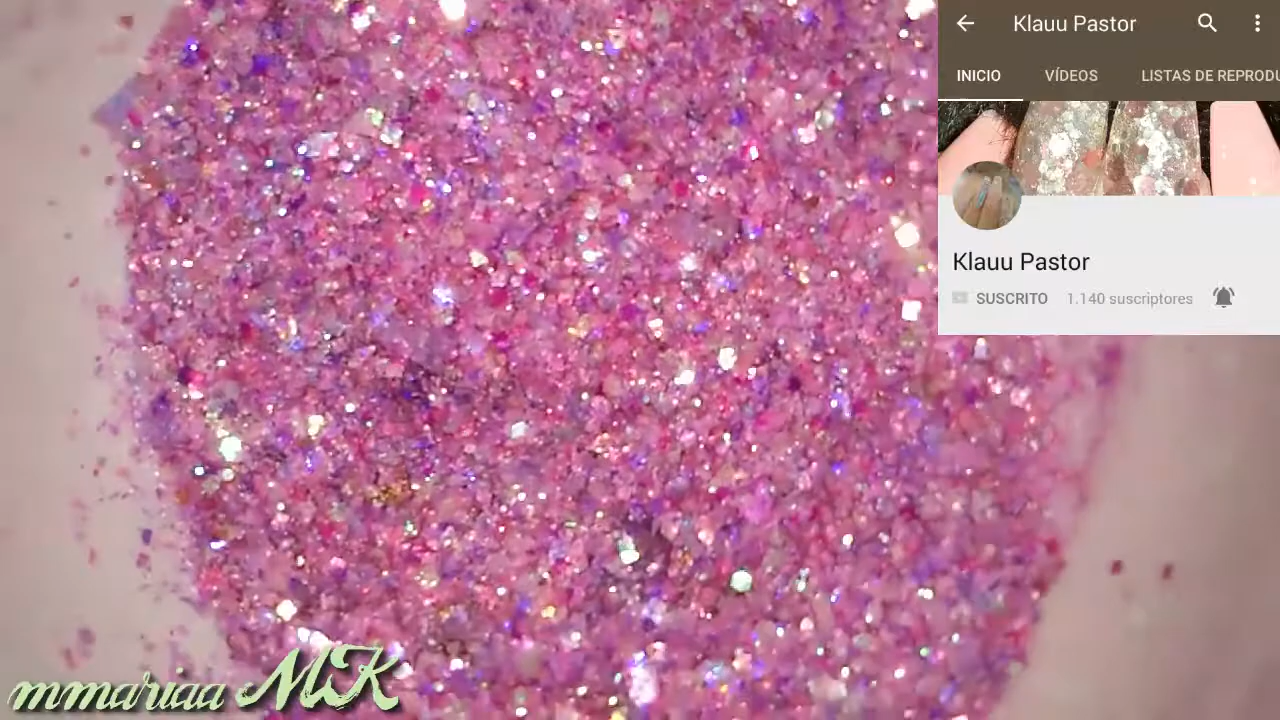 Klauu Pastor
INICIO VÍDEOS LISTAS DE REPRODU
Klauu Pastor
SUSCRITO 1.140 suscriptores
mmariaa MK